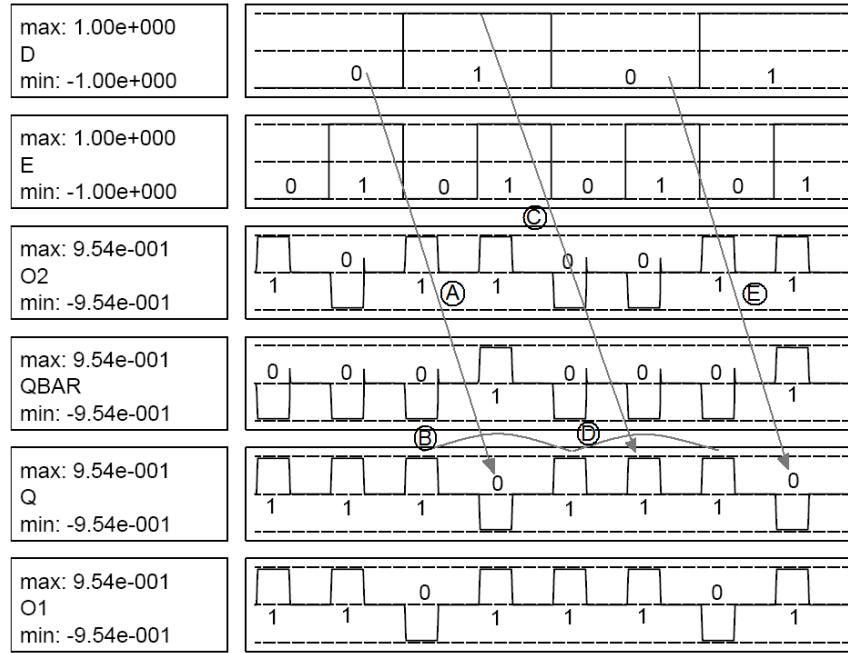 max: 1.00e+000
D
min: -1.00e+000
0 1 0 1
max: 1.00e+000
E
min: -1.00e+000
0 1 0 1 0 1 0 1
C
max: 9.54e-001
O2
min: -9.54e-001
1 0 1 1 0 0 1 1
A E
max: 9.54e-001
QBAR
min: -9.54e-001
0 0 0 1 0 0 0 1
B D
max: 9.54e-001
Q
min: -9.54e-001
1 1 1 0 1 1 1 0
max: 9.54e-001
O1
min: -9.54e-001
1 1 0 1 1 1 0 1